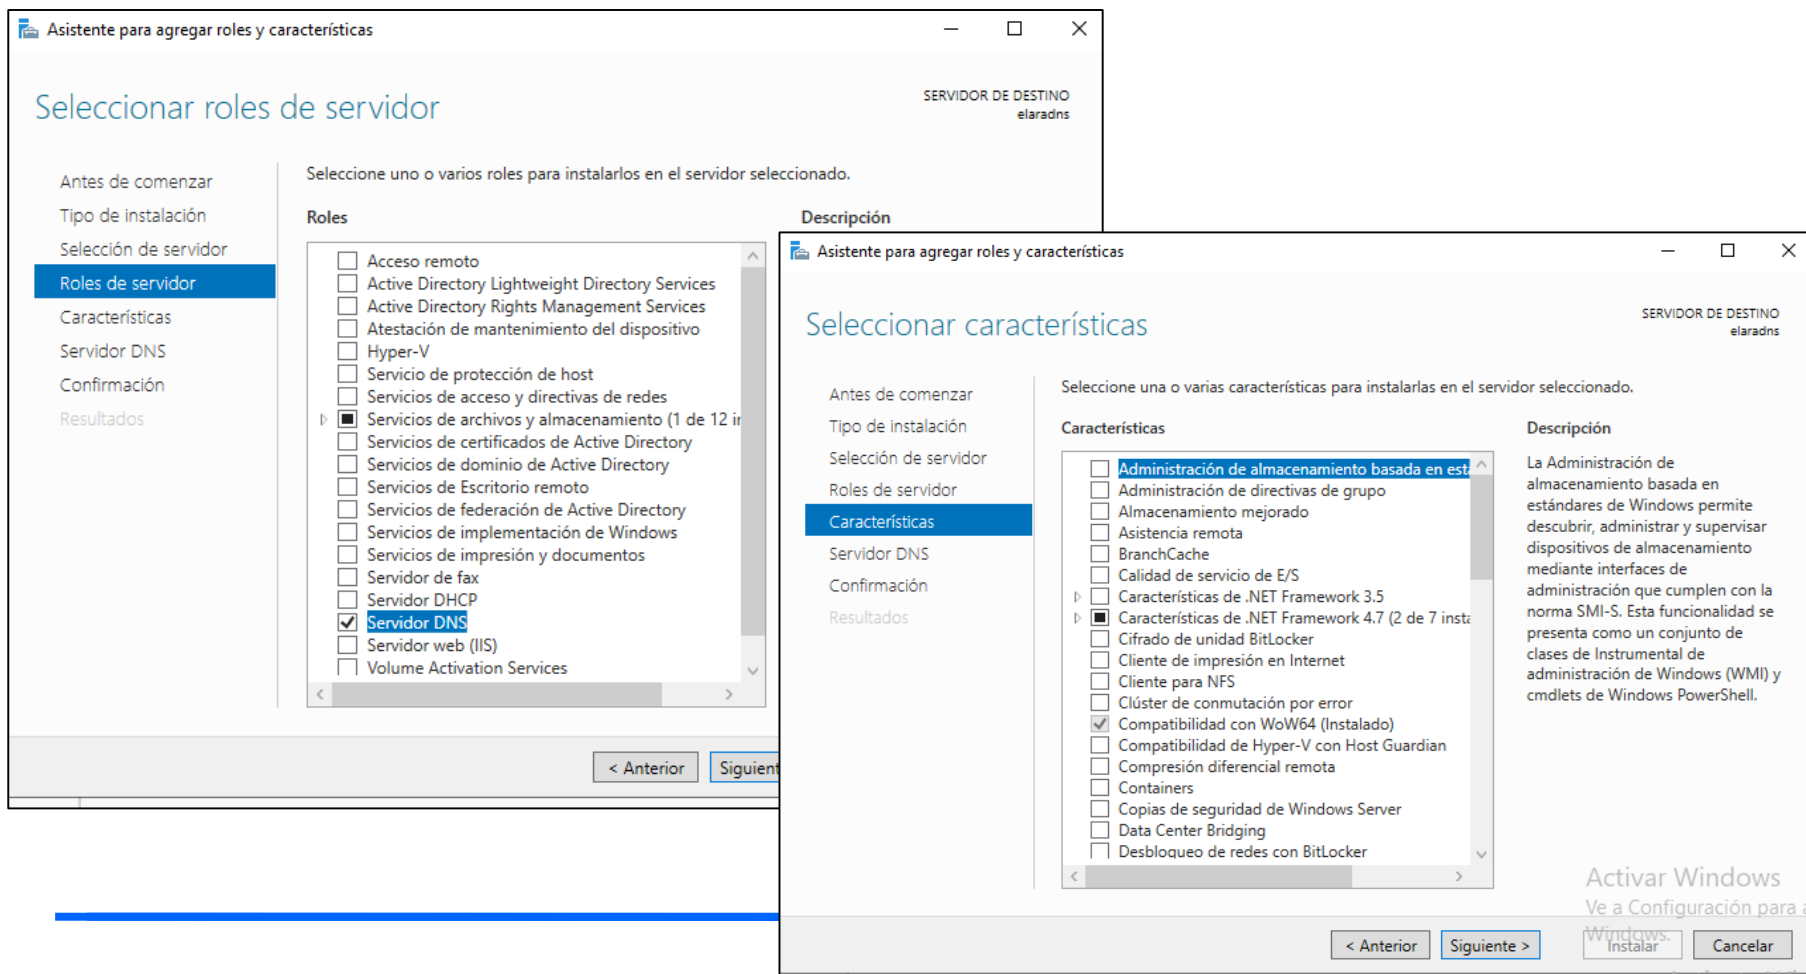 Asistente para agregar roles y características
Seleccionar roles de servidor
SERVIDOR DE DESTINO
elaradns
Antes de comenzar
Tipo de instalación
Selección de servidor
Roles de servidor
Características
Servidor DNS
Confirmación
Resultados
Seleccione uno o varios roles para instalarlos en el servidor seleccionado.
Roles
Descripción
Acceso remoto
Active Directory Lightweight Directory Services
Active Directory Rights Management Services
Atestación de mantenimiento del dispositivo
Hyper-V
Servicio de protección de host
Servicios de acceso y directivas de redes
Servicios de archivos y almacenamiento (1 de 12 ir
Servicios de certificados de Active Directory
Servicios de dominio de Active Directory
Servicios de Escritorio remoto
Servicios de federación de Active Directory
Servicios de implementación de Windows
Servicios de impresión y documentos
Servidor de fax
Servidor DHCP
Servidor DNS
Servidor web (IIS)
Volume Activation Services
< Anterior
Siguient
Asistente para agregar roles y características
Seleccionar características
SERVIDOR DE DESTINO
elaradns
Antes de comenzar
Tipo de instalación
Selección de servidor
Roles de servidor
Características
Servidor DNS
Confirmación
Resultados
Seleccione una o varias características para instalarlas en el servidor seleccionado.
Características
Administración de almacenamiento basada en está
Administración de directivas de grupo
Almacenamiento mejorado
Asistencia remota
BranchCache
Calidad de servicio de E/S
Características de .NET Framework 3.5
Características de .NET Framework 4.7 (2 de 7 insta
Cifrado de unidad BitLocker
Cliente de impresión en Internet
Cliente para NFS
Clúster de conmutación por error
Compatibilidad con WoW64 (Instalado)
Compatibilidad de Hyper-V con Host Guardian
Compresión diferencial remota
Containers
Copias de seguridad de Windows Server
Data Center Bridging
Desbloqueo de redes con BitLocker
Descripción
La Administración de
almacenamiento basada en
estándares de Windows permite
descubrir, administrar y supervisar
dispositivos de almacenamiento
mediante interfaces de
administración que cumplen con la
norma SMI-S. Esta funcionalidad se
presenta como un conjunto de
clases de Instrumental de
administración de Windows (WMI) y
cmdlets de Windows PowerShell.
Activar Windows
Ve a Configuración para a
Windows.
< Anterior
Siguiente >
Instalar
Cancelar